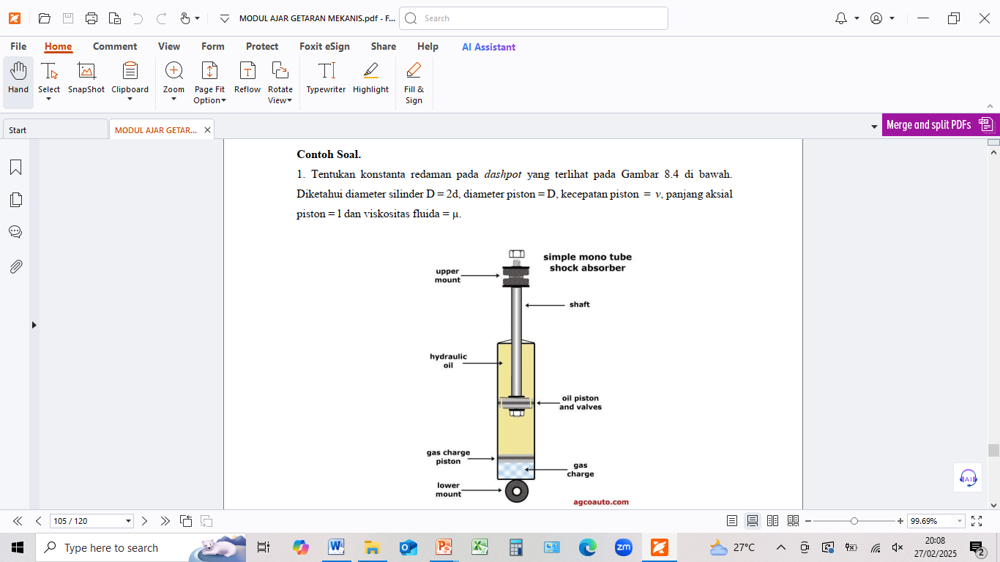 MODUL AJAR GETARAN MEKANIS.pdf - F...
Search
File Home Comment View Form Protect Foxit eSign Share Help AI Assistant
Hand Select SnapShot Clipboard Zoom Page Fit Option Reflow Rotate View Typewriter Highlight Fill & Sign
Start
MODUL AJAR GETAR...
Merge and split PDFs
Contoh Soal.
1. Tentukan konstanta redaman pada dashpot yang terlihat pada Gambar 8.4 di bawah.
Diketahui diameter silinder D = 2d, diameter piston = D, kecepatan piston = v, panjang aksial
piston = l dan viskositas fluida = µ.
simple mono tube
shock absorber
upper
mount
shaft
hydraulic
oil
oil piston
and valves
gas charge
piston
gas
charge
lower
mount
agcoauto.com
AI
105 / 120
99.69%
Type here to search
zm
27°C
20:08
27/02/2025
2